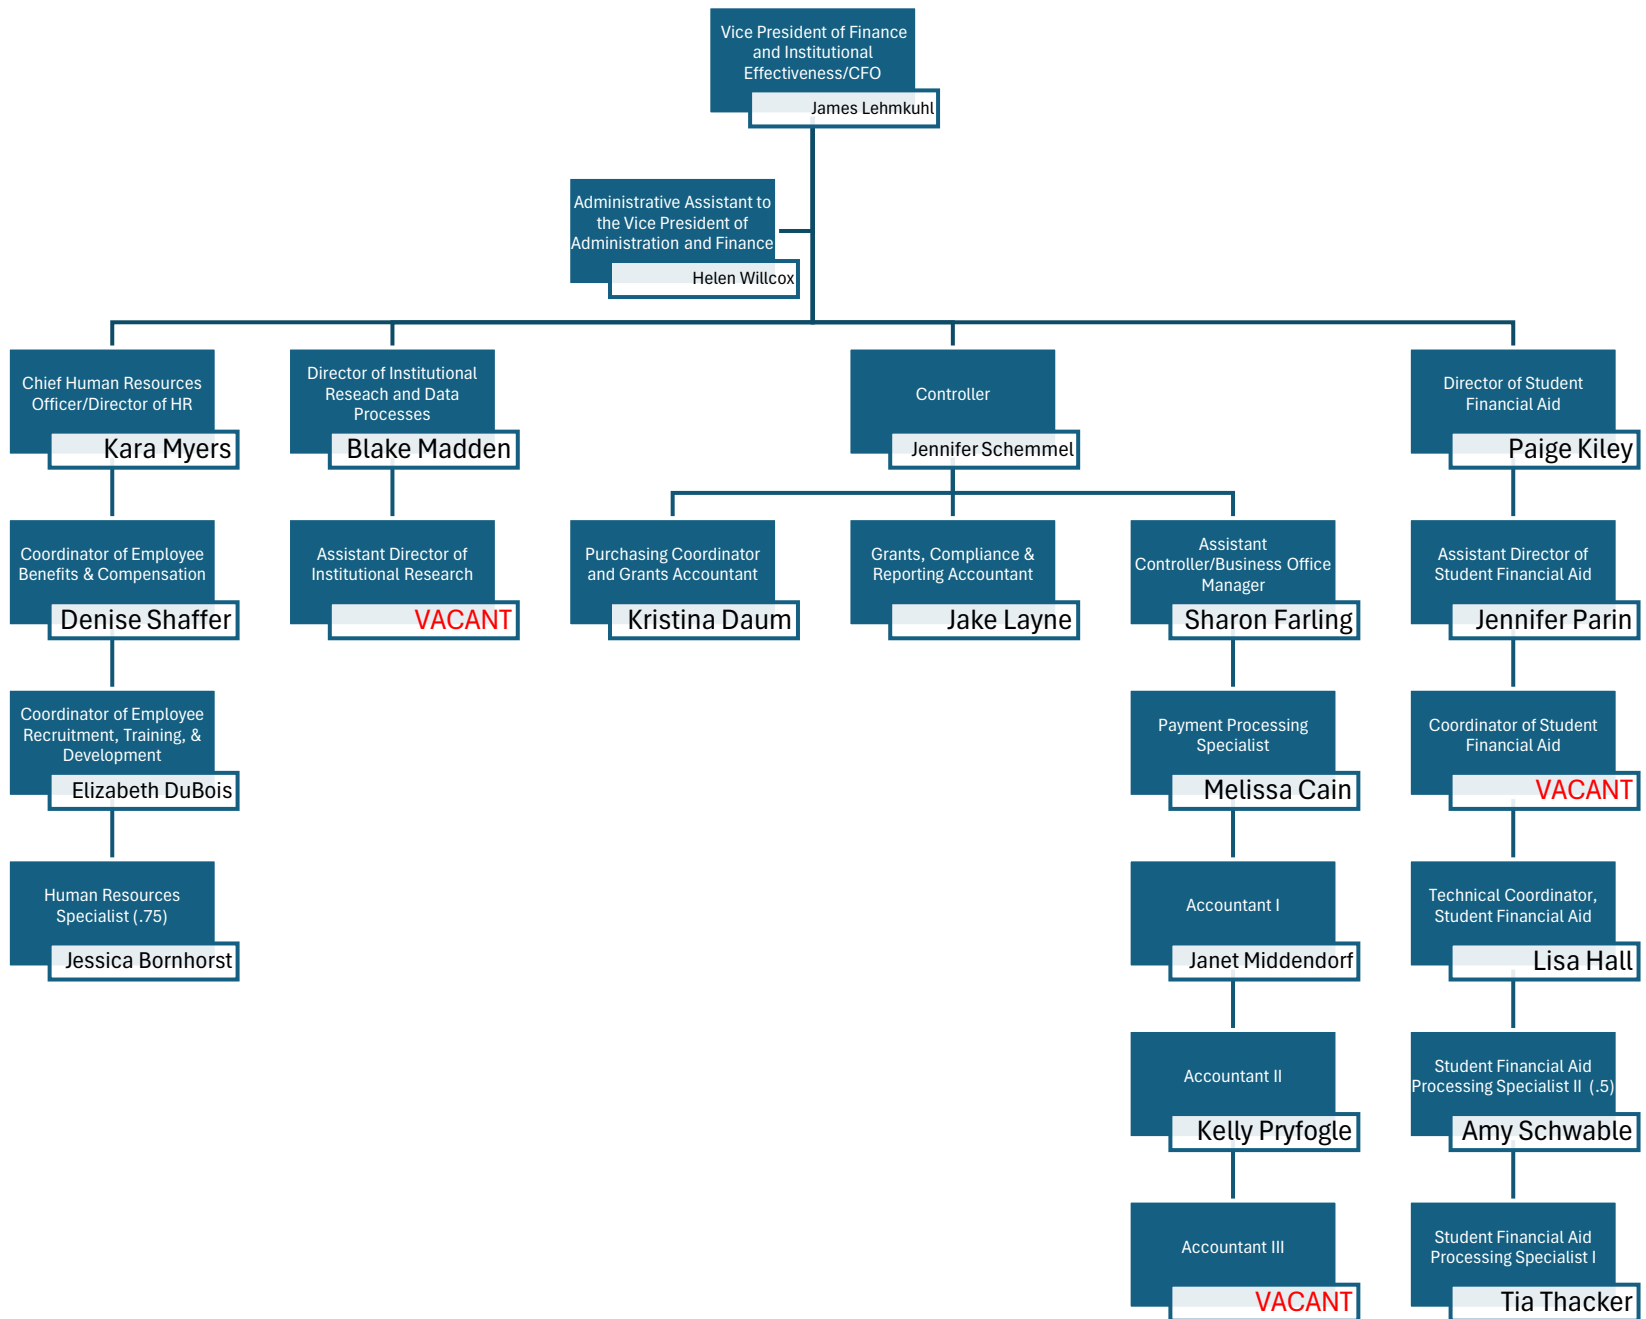 Vice President of Finance
and Institutional
Effectiveness/CFO
James Lehmkuhl
Administrative Assistant to
the Vice President of
Administration and Finance
Helen Willcox
Chief Human Resources
Officer/Director of HR
Kara Myers
Director of Institutional
Reseach and Data
Processes
Blake Madden
Controller
Jennifer Schemmel
Director of Student
Financial Aid
Paige Kiley
Coordinator of Employee
Benefits & Compensation
Denise Shaffer
Assistant Director of
Institutional Research
VACANT
Purchasing Coordinator
and Grants Accountant
Kristina Daum
Grants, Compliance &
Reporting Accountant
Jake Layne
Assistant
Controller/Business Office
Manager
Sharon Farling
Assistant Director of
Student Financial Aid
Jennifer Parin
Coordinator of Employee
Recruitment, Training, &
Development
Elizabeth DuBois
Payment Processing
Specialist
Melissa Cain
Coordinator of Student
Financial Aid
VACANT
Human Resources
Specialist (.75)
Jessica Bornhorst
Accountant I
Janet Middendorf
Technical Coordinator,
Student Financial Aid
Lisa Hall
Accountant II
Kelly Pryfogle
Student Financial Aid
Processing Specialist II (.5)
Amy Schwable
Accountant III
VACANT
Student Financial Aid
Processing Specialist I
Tia Thacker